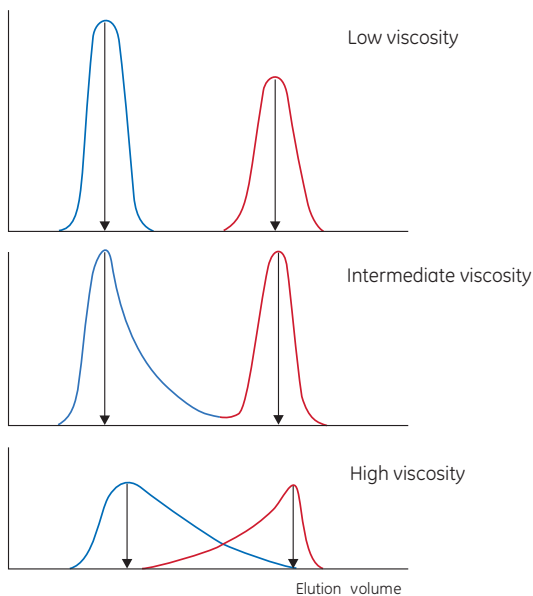 Low viscosity
Intermediate viscosity
High viscosity
Elution volume